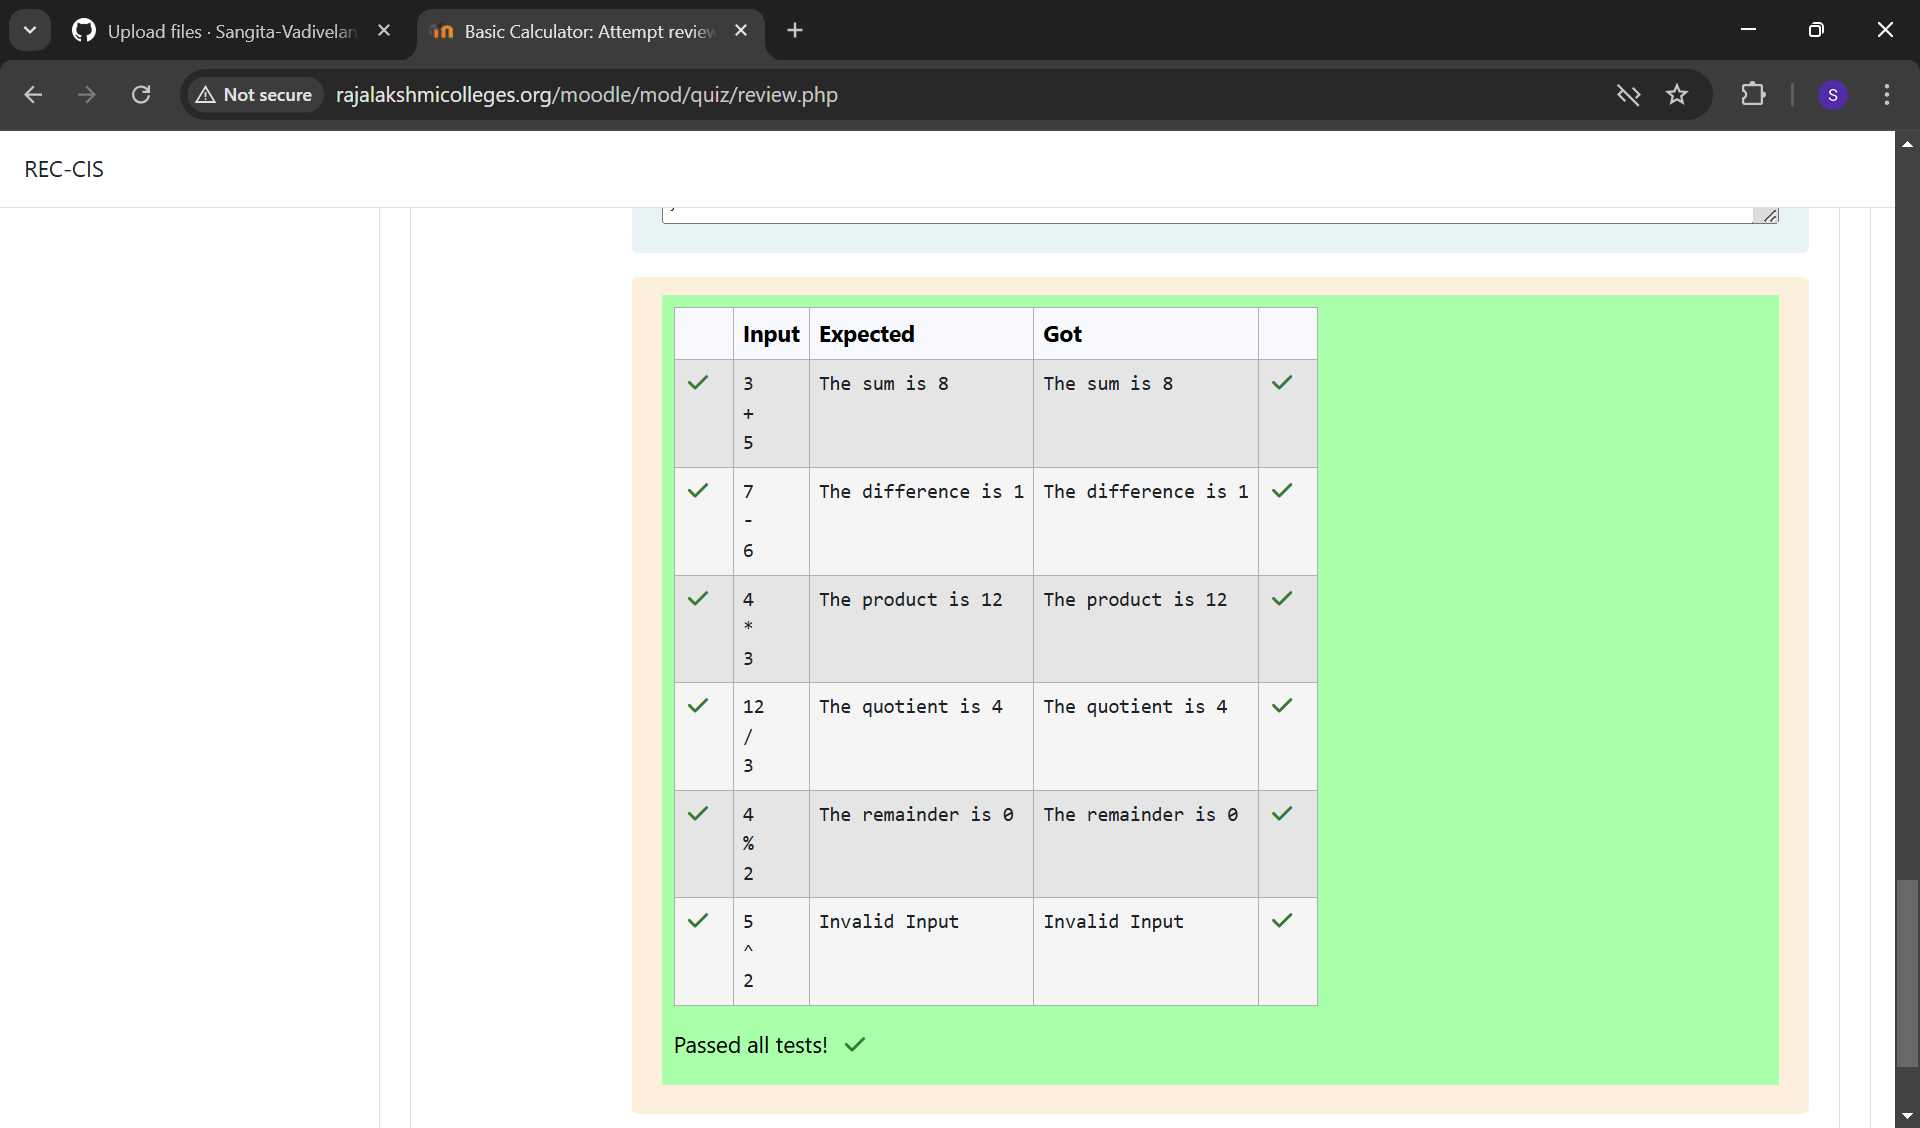 Upload files · Sangita-Vadivelan
Basic Calculator: Attempt review
Not secure
rajalakshmicolleges.org/moodle/mod/quiz/review.php
S
REC-CIS
Input Expected Got
3 The sum is 8 The sum is 8
+
5
7 The difference is 1 The difference is 1
-
6
4 The product is 12 The product is 12
*
3
12 The quotient is 4 The quotient is 4
/
3
4 The remainder is 0 The remainder is 0
%
2
5 Invalid Input Invalid Input
^
2
Passed all tests!